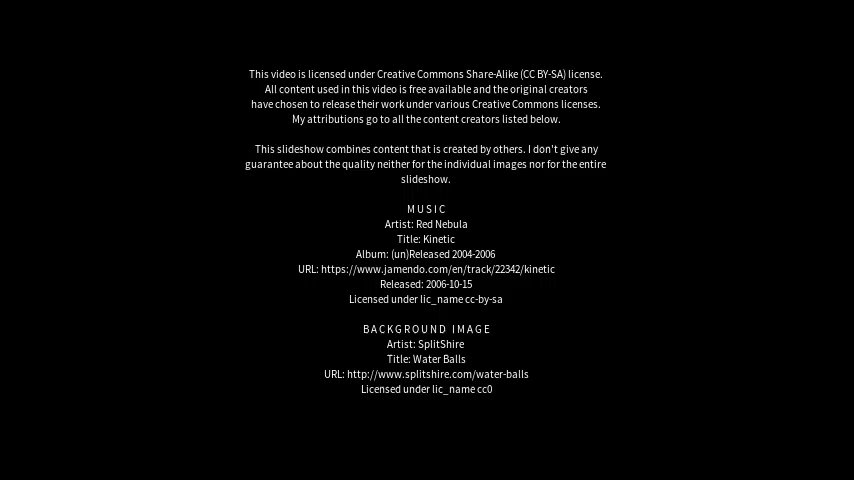 This video is licensed under Creative Commons Share-Alike (CC BY-SA) license.
All content used in this video is free available and the original creators
have chosen to release their work under various Creative Commons licenses.
My attributions go to all the content creators listed below.
This slideshow combines content that is created by others. I don't give any
guarantee about the quality neither for the individual images nor for the entire
slideshow.
MUSIC
Artist: Red Nebula
Title: Kinetic
Album: (un)Released 2004-2006
URL: https://www.jamendo.com/en/track/22342/kinetic
Released: 2006-10-15
Licensed under lic_name cc-by-sa
BACKGROUND IMAGE
Artist: SplitShire
Title: Water Balls
URL: http://www.splitshire.com/water-balls
Licensed under lic_name cc0